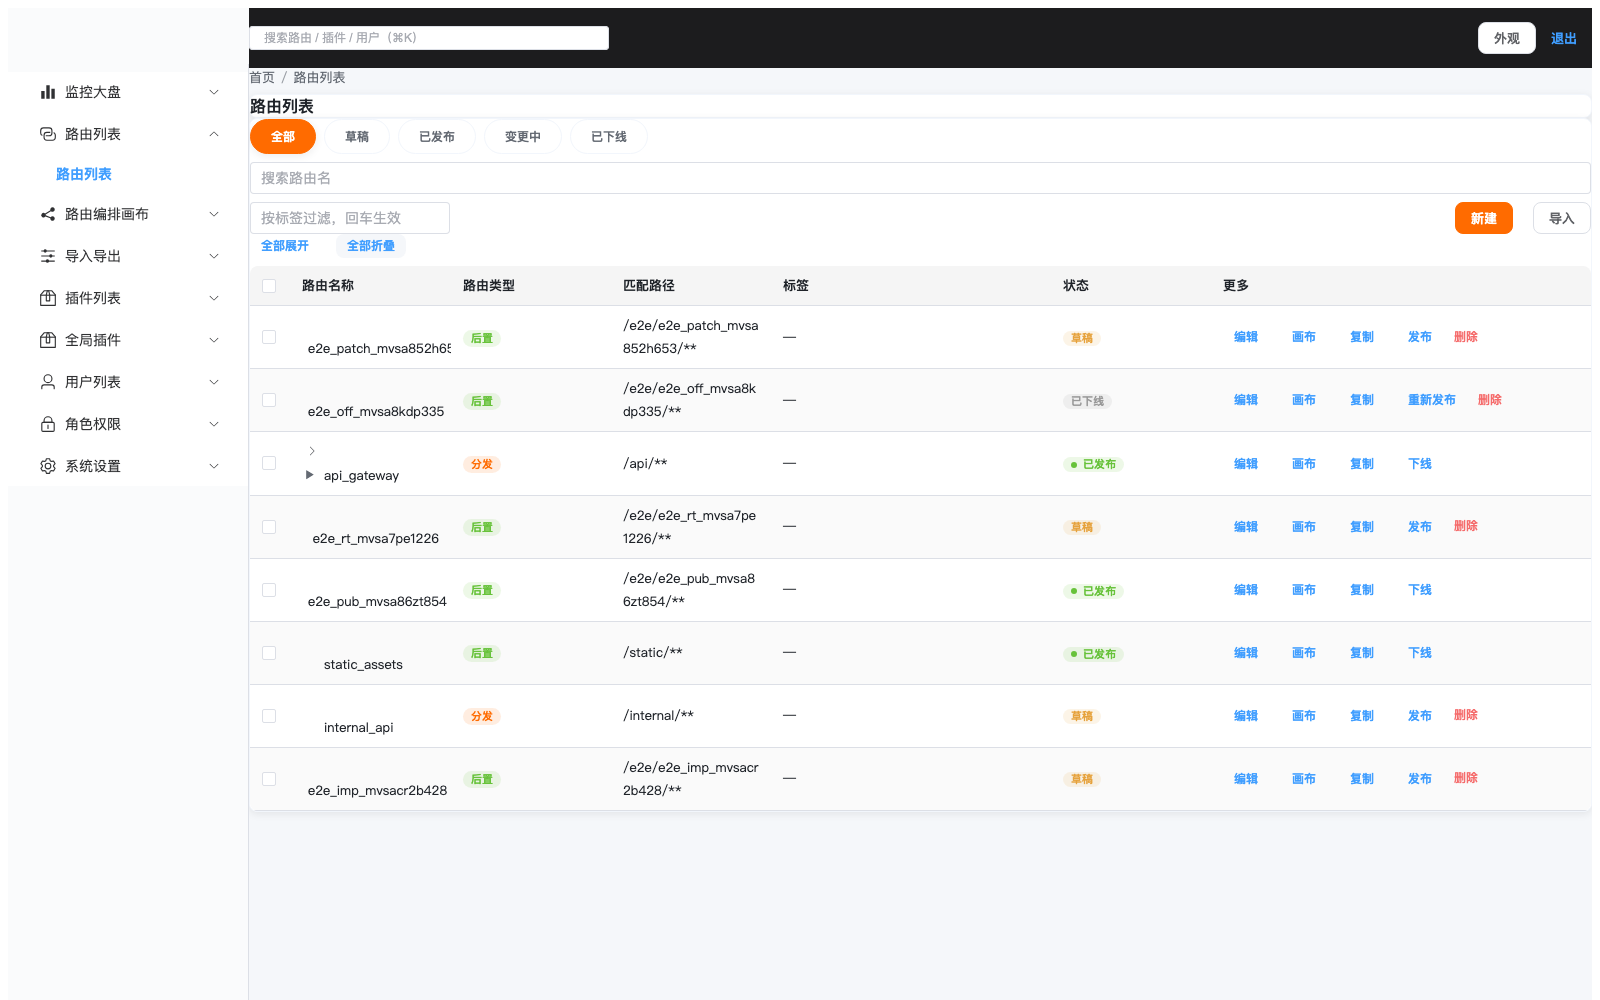 搜索路由 / 插件 / 用户（⌘K）
外观
退出
监控大盘
路由列表
路由列表
路由编排画布
导入导出
插件列表
全局插件
用户列表
角色权限
系统设置
首页 / 路由列表
路由列表
全部 草稿 已发布 变更中 已下线
搜索路由名
按标签过滤，回车生效
新建 导入
全部展开 全部折叠
路由名称 路由类型 匹配路径 标签 状态 更多
e2e_patch_mvsa852h65 后置 /e2e/e2e_patch_mvsa
852h653/** — 草稿 编辑 画布 复制 发布 删除
e2e_off_mvsa8kdp335 后置 /e2e/e2e_off_mvsa8k
dp335/** — 已下线 编辑 画布 复制 重新发布 删除
api_gateway 分发 /api/** — 已发布 编辑 画布 复制 下线
e2e_rt_mvsa7pe1226 后置 /e2e/e2e_rt_mvsa7pe
1226/** — 草稿 编辑 画布 复制 发布 删除
e2e_pub_mvsa86zt854 后置 /e2e/e2e_pub_mvsa8
6zt854/** — 已发布 编辑 画布 复制 下线
static_assets 后置 /static/** — 已发布 编辑 画布 复制 下线
internal_api 分发 /internal/** — 草稿 编辑 画布 复制 发布 删除
e2e_imp_mvsacr2b428 后置 /e2e/e2e_imp_mvsacr
2b428/** — 草稿 编辑 画布 复制 发布 删除